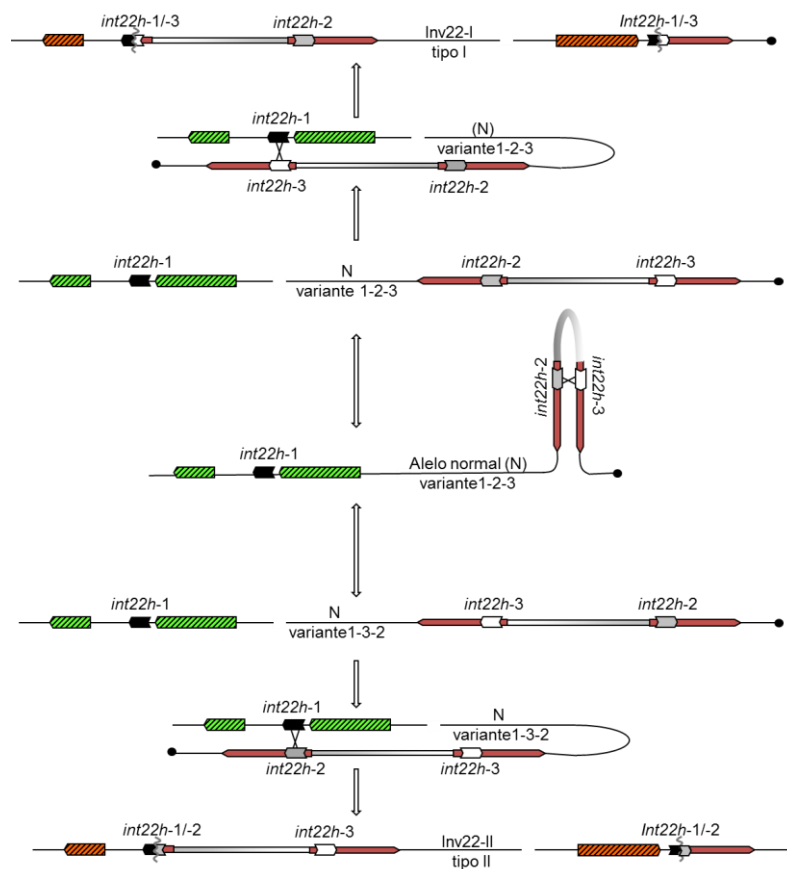 int22h-1/-3
int22h-2
Int22h-1/-3
Inv22-I
tipo I
int22h-1
(N)
variante1-2-3
int22h-3
int22h-2
int22h-1
N
variante 1-2-3
int22h-2
int22h-3
int22h-2
int22h-3
int22h-1
Alelo normal (N)
variante1-2-3
int22h-1
N
variante1-3-2
int22h-3
int22h-2
int22h-1
N
variante1-3-2
int22h-2
int22h-3
int22h-1/-2
int22h-3
Int22h-1/-2
Inv22-II
tipo II